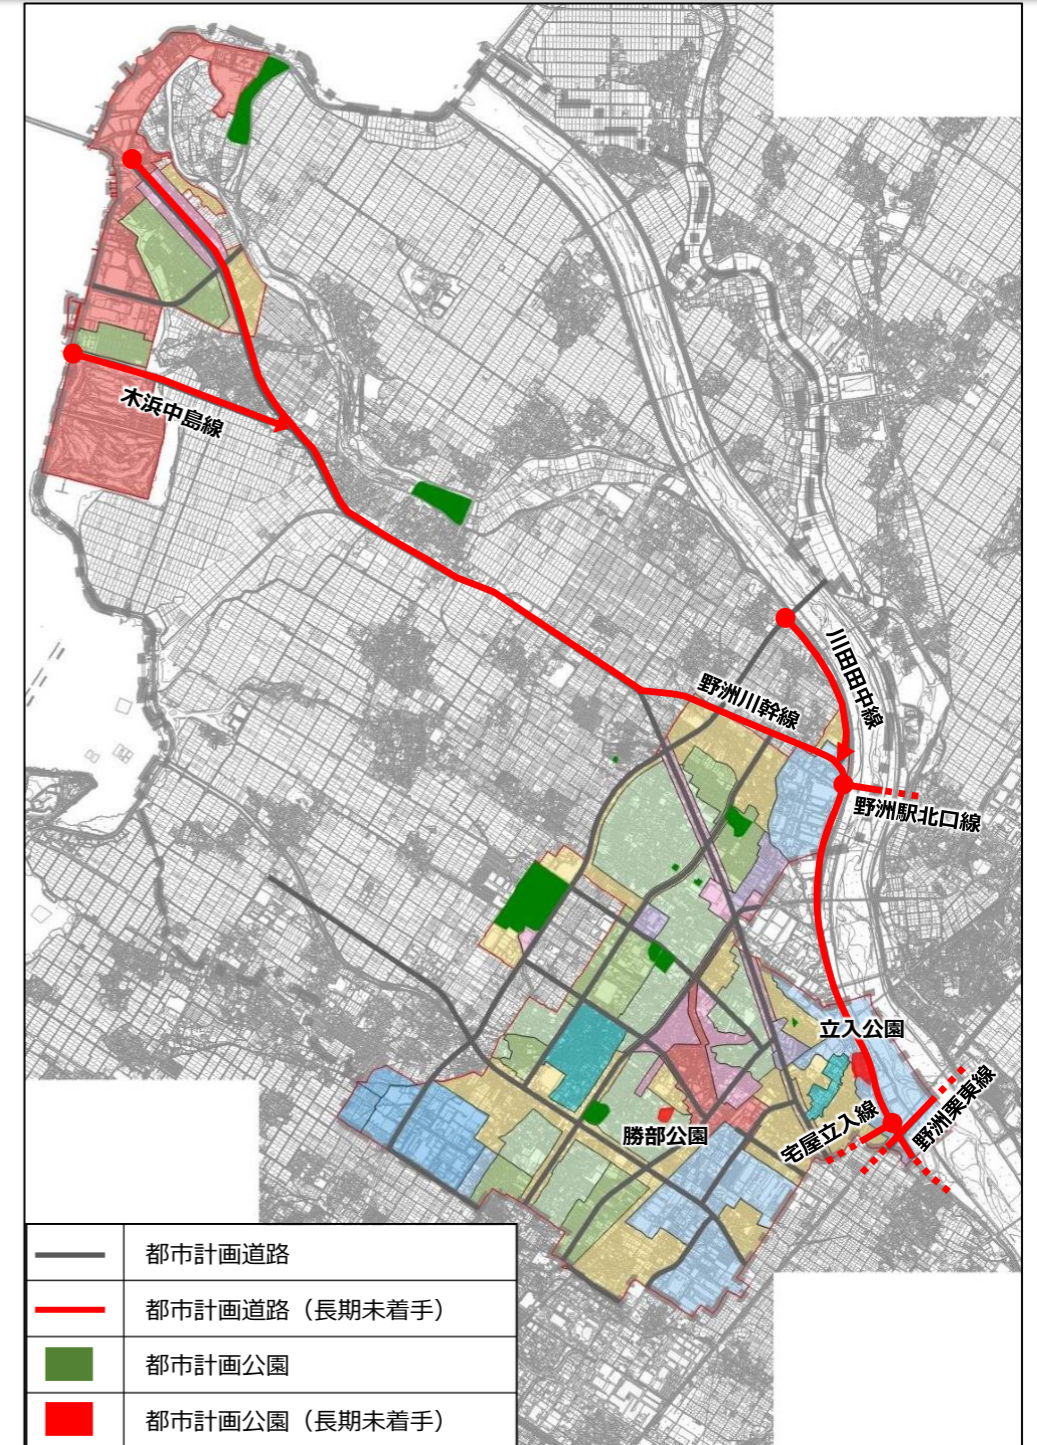 木浜中島線
川田田中線
野洲川幹線
野洲駅北口線
立入公園
野洲栗東線
宅屋立入線
勝部公園
都市計画道路
都市計画道路（長期未着手）
都市計画公園
都市計画公園（長期未着手）